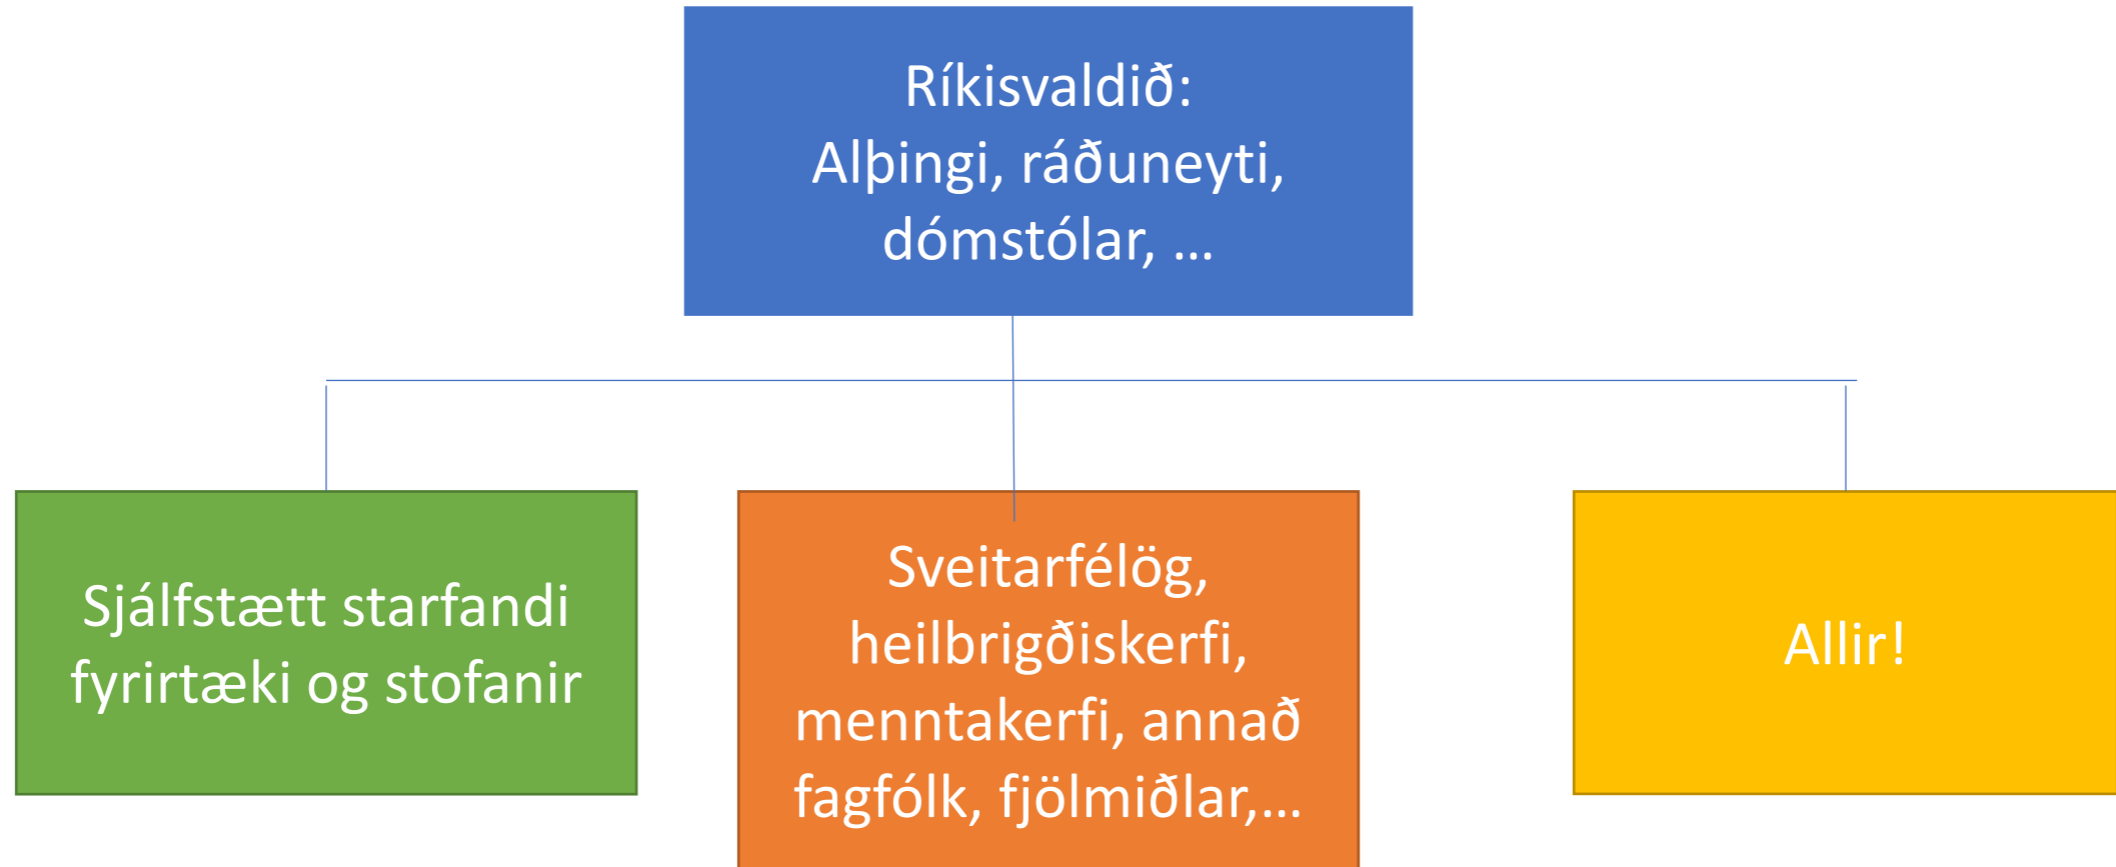 Ríkisvaldið:
Alþingi, ráðuneyti,
dómstólar, …
Sjálfstætt starfandi
fyrirtæki og stofanir
Sveitarfélög,
heilbrigðiskerfi,
menntakerfi, annað
fagfólk, fjölmiðlar,…
Allir!